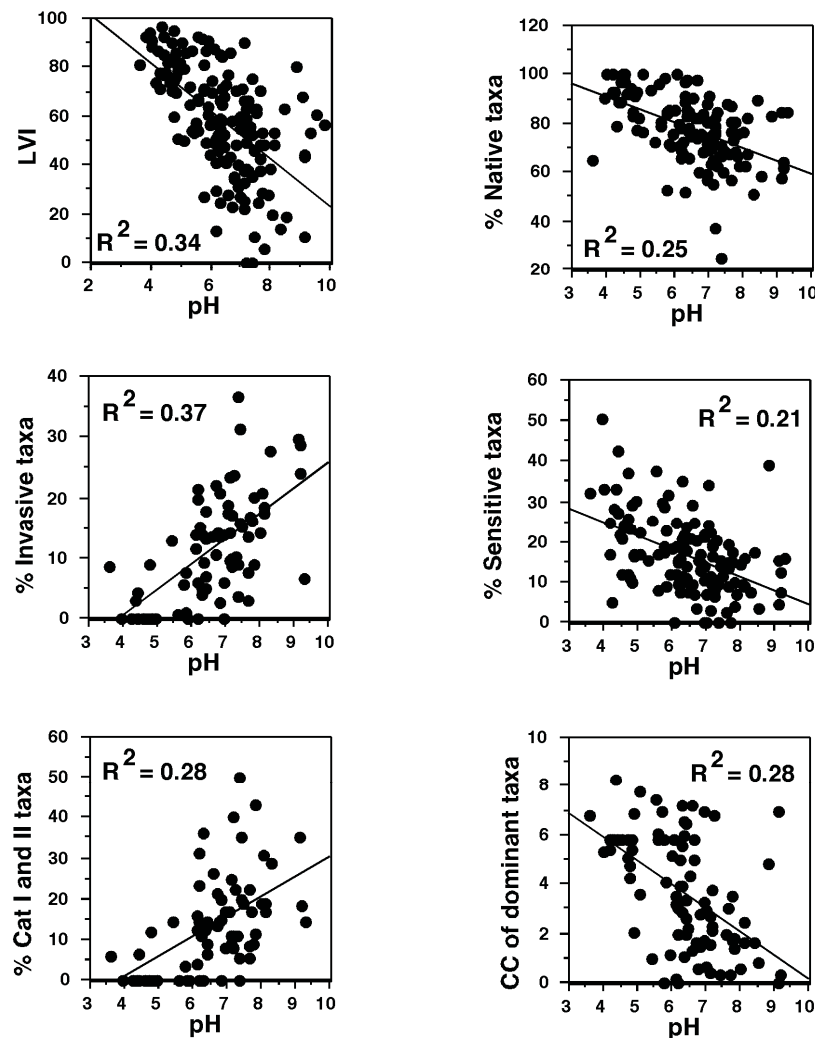 100
80
60
40
20
0
LVI
R2 = 0.34
2 4 6 8 10
pH
120
100
80
60
40
20
% Native taxa
R2 = 0.25
3 4 5 6 7 8 9 10
pH
40
30
20
10
0
% Invasive taxa
R2 = 0.37
3 4 5 6 7 8 9 10
pH
60
50
40
30
20
10
0
% Sensitive taxa
R2 = 0.21
3 4 5 6 7 8 9 10
pH
60
50
40
30
20
10
0
% Cat I and II taxa
R2 = 0.28
3 4 5 6 7 8 9 10
pH
10
8
6
4
2
0
CC of dominant taxa
R2 = 0.28
3 4 5 6 7 8 9 10
pH